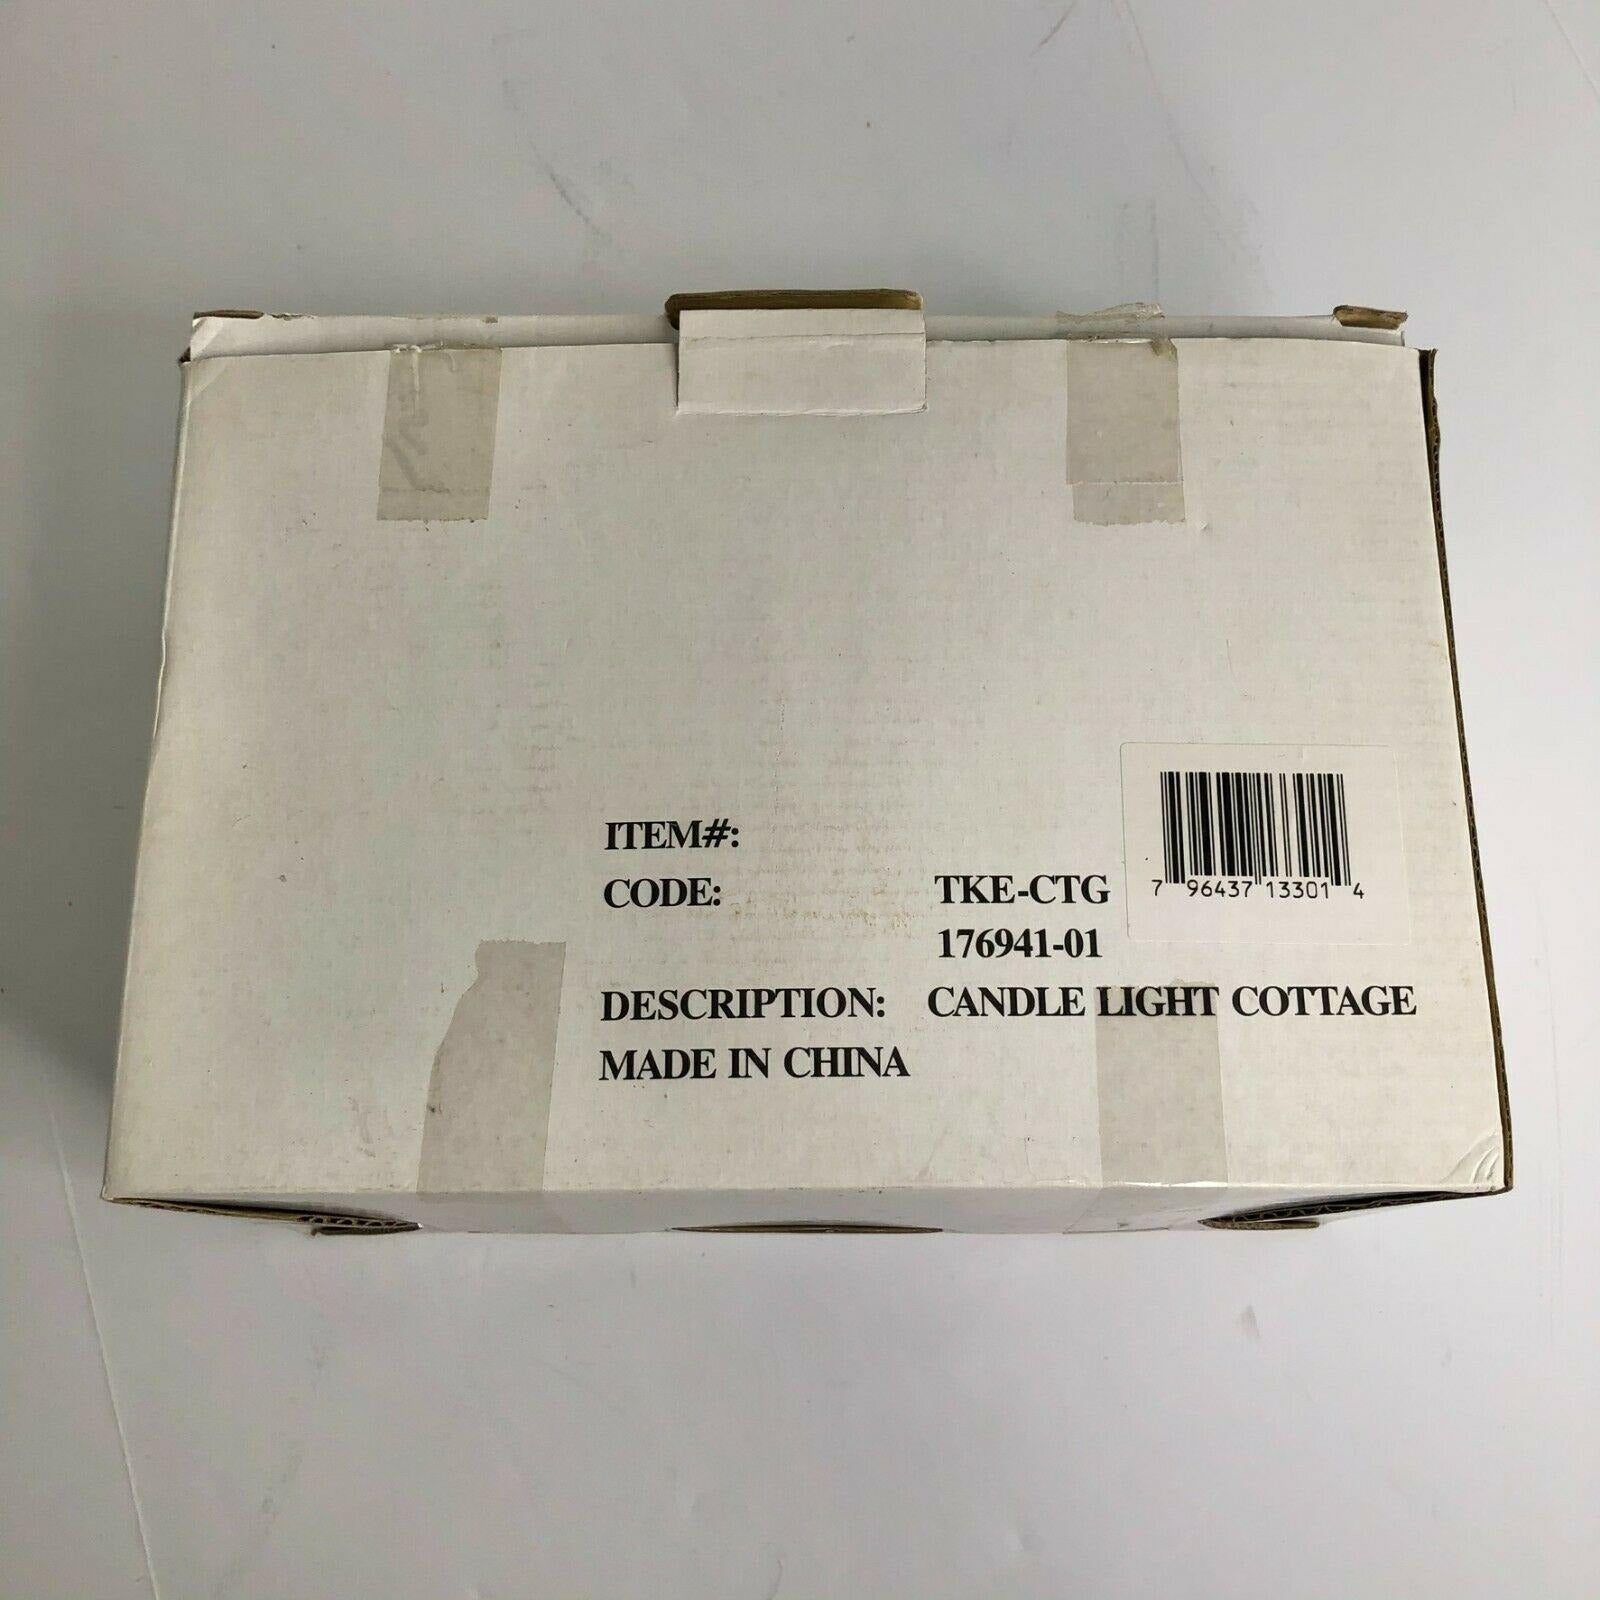 ITEM#:
CODE: TKE-CTG
176941-01
DESCRIPTION: CANDLE LIGHT COTTAGE
MADE IN CHINA
7 96437 13301 4